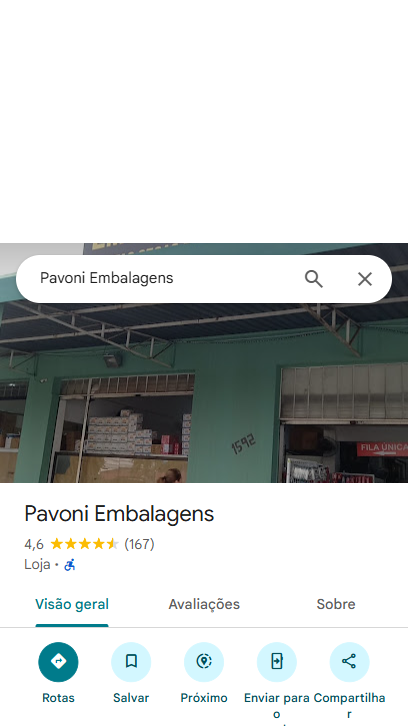 Pavoni Embalagens
1592
FILA ÚNICA
Pavoni Embalagens
4,6 (167)
Loja ·
Visão geral Avaliações Sobre
Rotas Salvar Próximo Enviar para o Compartilhar